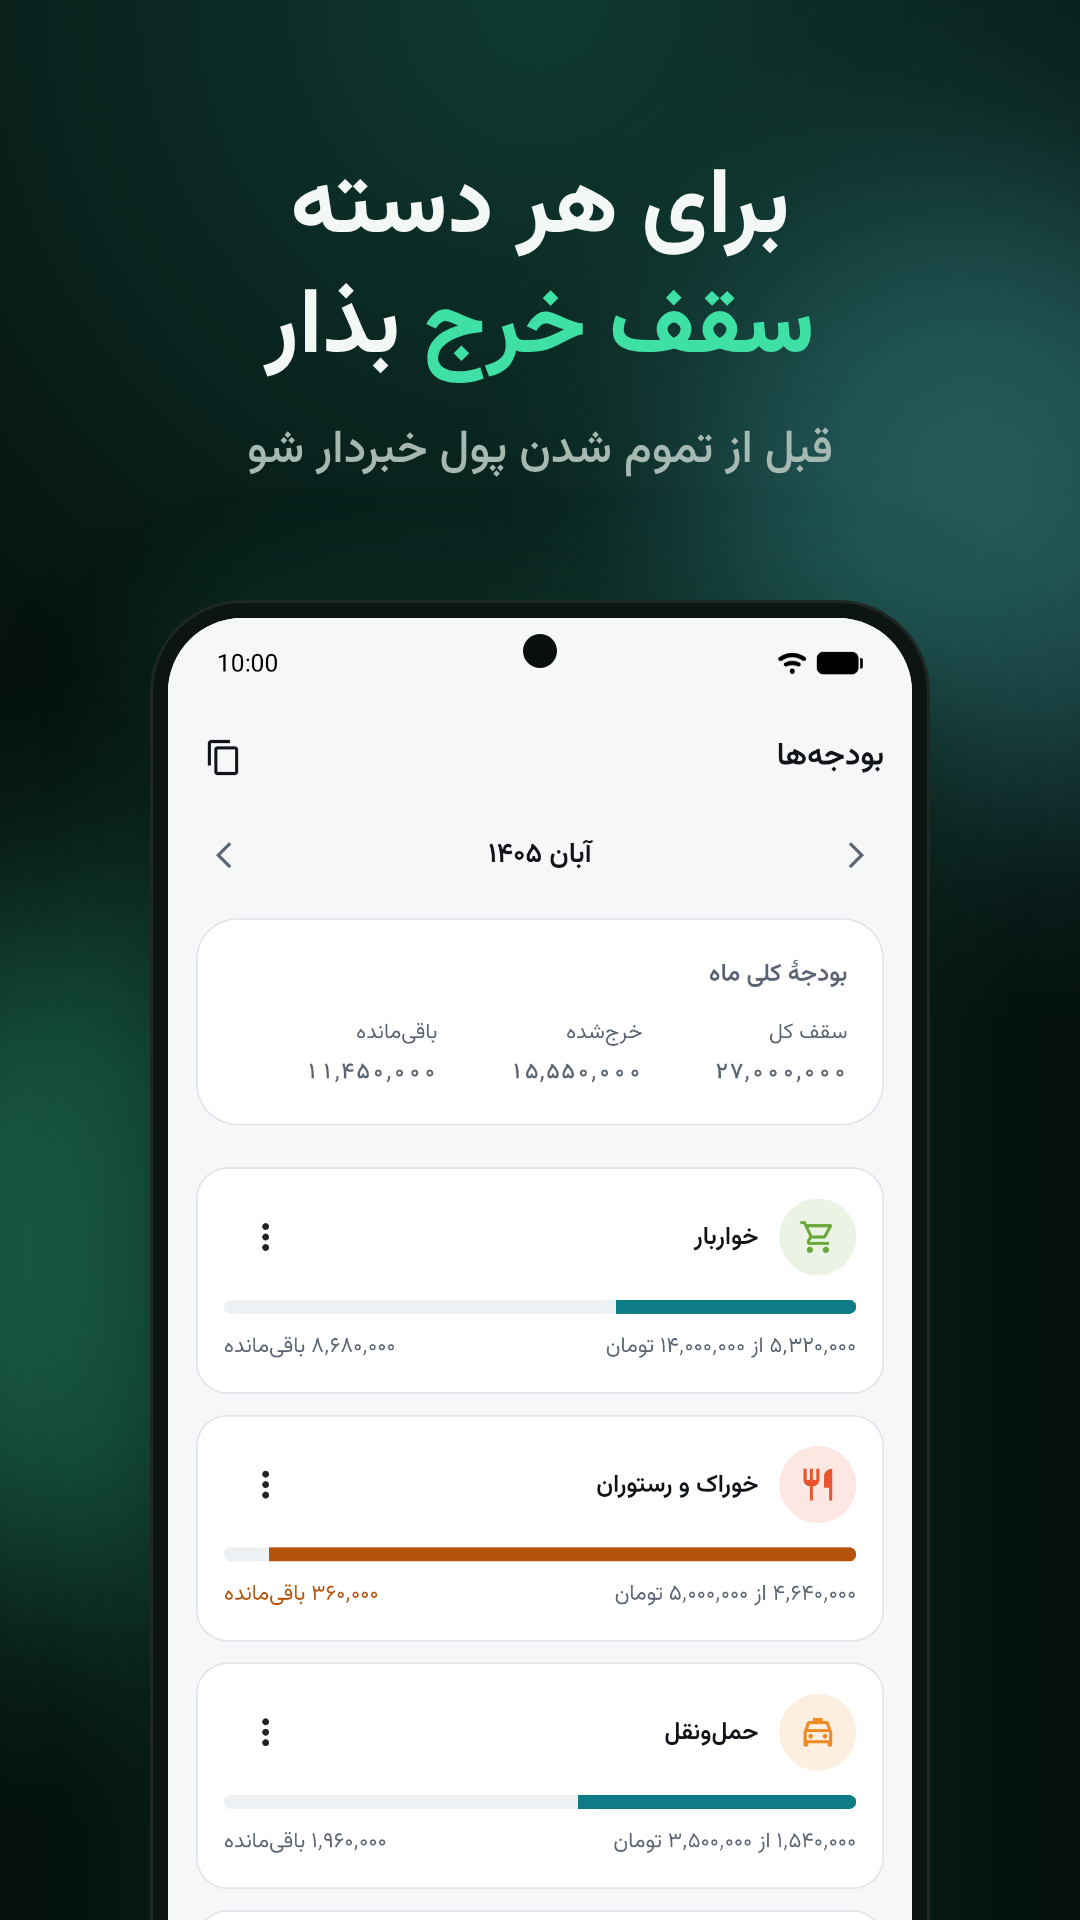 برای هر دسته
سقف خرج بذار
قبل از تموم شدن پول خبردار شو
10:00
بودجه‌ها
آبان ۱۴۰۵
بودجهٔ کلی ماه
سقف کل خرج‌شده باقی‌مانده
۲۷,۰۰۰,۰۰۰ ۱۵,۵۵۰,۰۰۰ ۱۱,۴۵۰,۰۰۰
خواربار
۵,۳۲۰,۰۰۰ از ۱۴,۰۰۰,۰۰۰ تومان ۸,۶۸۰,۰۰۰ باقی‌مانده
خوراک و رستوران
۴,۶۴۰,۰۰۰ از ۵,۰۰۰,۰۰۰ تومان ۳۶۰,۰۰۰ باقی‌مانده
حمل‌ونقل
۱,۵۴۰,۰۰۰ از ۳,۵۰۰,۰۰۰ تومان ۱,۹۶۰,۰۰۰ باقی‌مانده